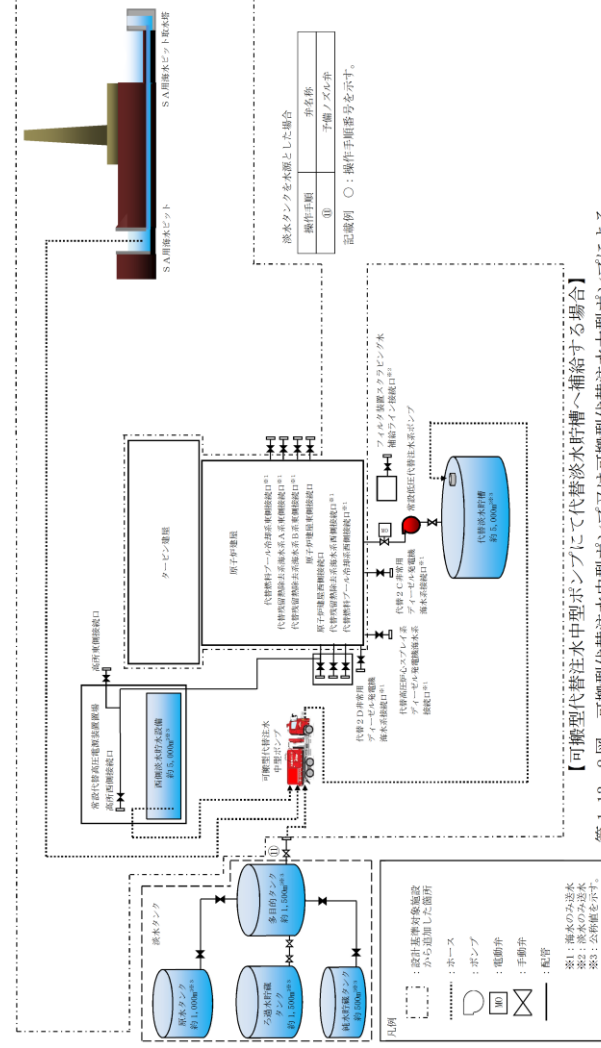 SA用海水ピット取水塔
SA用海水ピット
淡水タンクを水源とした場合
操作手順
弁名称
⑪
予備ノズル弁
記載例 ○:操作手順番号を示す。
タービン建屋
原子炉建屋
常設代替高圧電源装置置場
高所西側接続口
高所東側接続口
西側淡水貯水設備
約5,000m³※3
代替燃料プール冷却系東側接続口※1
代替残留熱除去系海水系A系東側接続口※1
代替残留熱除去系海水系B系東側接続口※1
原子炉建屋東側接続口
原子炉建屋西側接続口
代替残留熱除去系海水系西側接続口※1
代替燃料プール冷却系西側接続口※1
フィルタ装置スクラビング水
補給ライン接続口※2
常設低圧代替注水系ポンプ
代替2C非常用
ディーゼル発電機
海水系接続口※1
代替高圧炉心スプレイ系
ディーゼル発電機海水系
接続口※1
代替2D非常用
ディーゼル発電機
海水系接続口※1
代替淡水貯槽
約5,000m³※3
可搬型代替注水
中型ポンプ
淡水タンク
⑪
多目的タンク
約1,500m³※3
原水タンク
約1,000m³※3
ろ過水貯蔵
タンク
約1,500m³※3
純水貯蔵タンク
約500m³※3
凡例
:設計基準対象施設
から追加した箇所
:ホース
:ポンプ
MO
:電動弁
:手動弁
:配管
※1:海水のみ送水
※2:淡水のみ送水
※3:公称値を示す。
【可搬型代替注水中型ポンプにて代替淡水貯槽へ補給する場合】